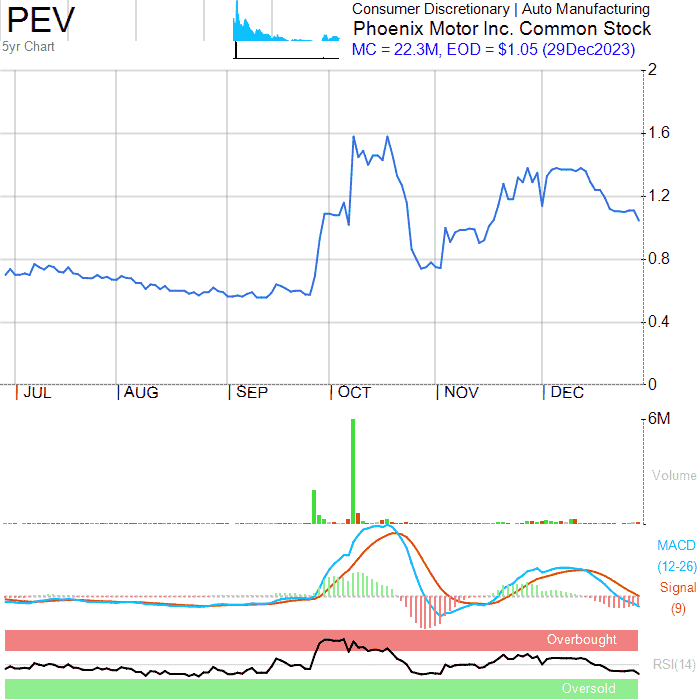 PEV
5yr Chart
Consumer Discretionary | Auto Manufacturing
Phoenix Motor Inc. Common Stock
MC = 22.3M, EOD = $1.05 (29Dec2023)
2
1.6
1.2
0.8
0.4
0
JUL AUG SEP OCT NOV DEC
6M
Volume
MACD
(12-26)
Signal
(9)
Overbought
RSI(14)
Oversold